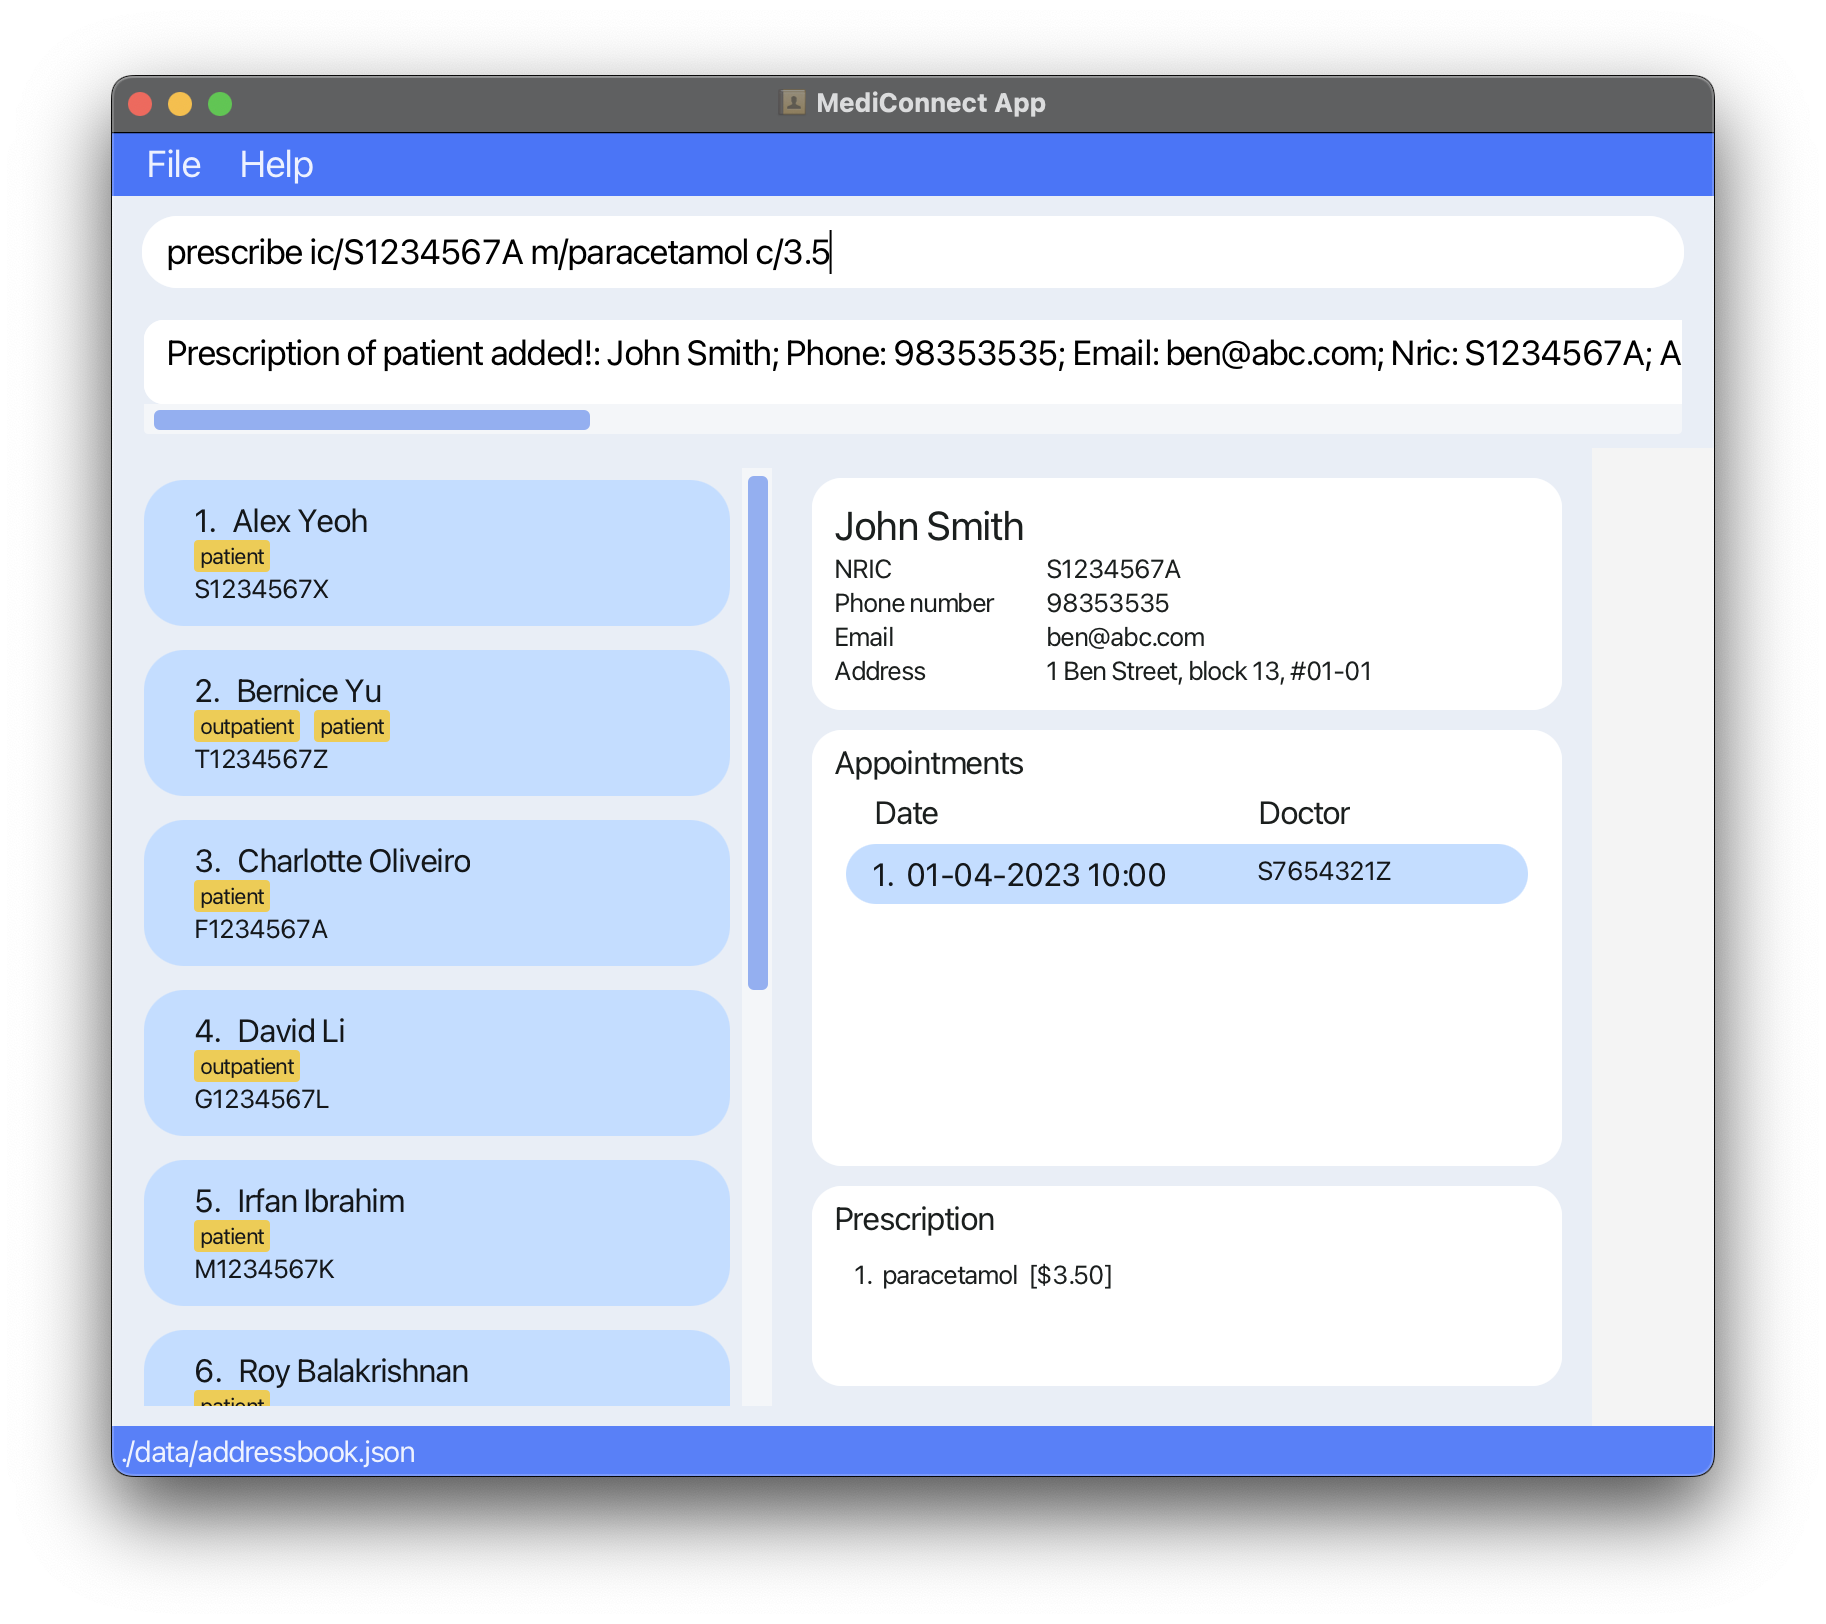 MediConnect App
File Help
prescribe ic/S1234567A m/paracetamol c/3.5
Prescription of patient added!: John Smith; Phone: 98353535; Email: ben@abc.com; Nric: S1234567A; A
1. Alex Yeoh
patient
S1234567X
2. Bernice Yu
outpatient patient
T1234567Z
3. Charlotte Oliveiro
patient
F1234567A
4. David Li
outpatient
G1234567L
5. Irfan Ibrahim
patient
M1234567K
6. Roy Balakrishnan
patient
John Smith
NRIC S1234567A
Phone number 98353535
Email ben@abc.com
Address 1 Ben Street, block 13, #01-01
Appointments
Date Doctor
1. 01-04-2023 10:00 S7654321Z
Prescription
1. paracetamol [$3.50]
./data/addressbook.json